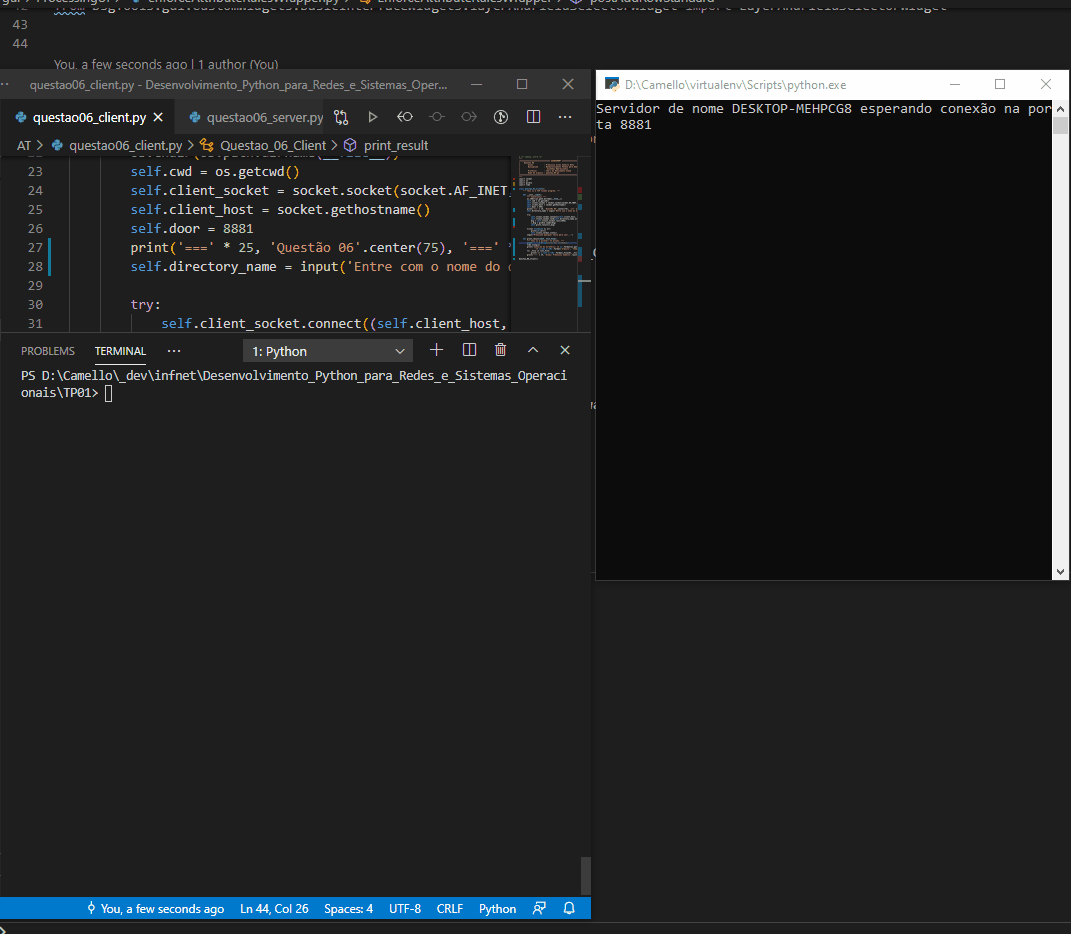 43
44
You, a few seconds ago | 1 author (You)
questao06_client.py - Desenvolvimento_Python_para_Redes_e_Sistemas_Oper...
questao06_client.py
questao06_server.py
AT > questao06_client.py > Questao_06_Client > print_result
23 self.cwd = os.getcwd()
24 self.client_socket = socket.socket(socket.AF_INET
25 self.client_host = socket.gethostname()
26 self.door = 8881
27 print('===' * 25, 'Questão 06'.center(75), '==='
28 self.directory_name = input('Entre com o nome do
29
30 try:
31 self.client_socket.connect((self.client_host,
PROBLEMS TERMINAL ... 1: Python
PS D:\Camello\_dev\infnet\Desenvolvimento_Python_para_Redes_e_Sistemas_Operaci
onais\TP01>
You, a few seconds ago Ln 44, Col 26 Spaces: 4 UTF-8 CRLF Python
D:\Camello\virtualenv\Scripts\python.exe
Servidor de nome DESKTOP-MEHPCG8 esperando conexão na por
ta 8881